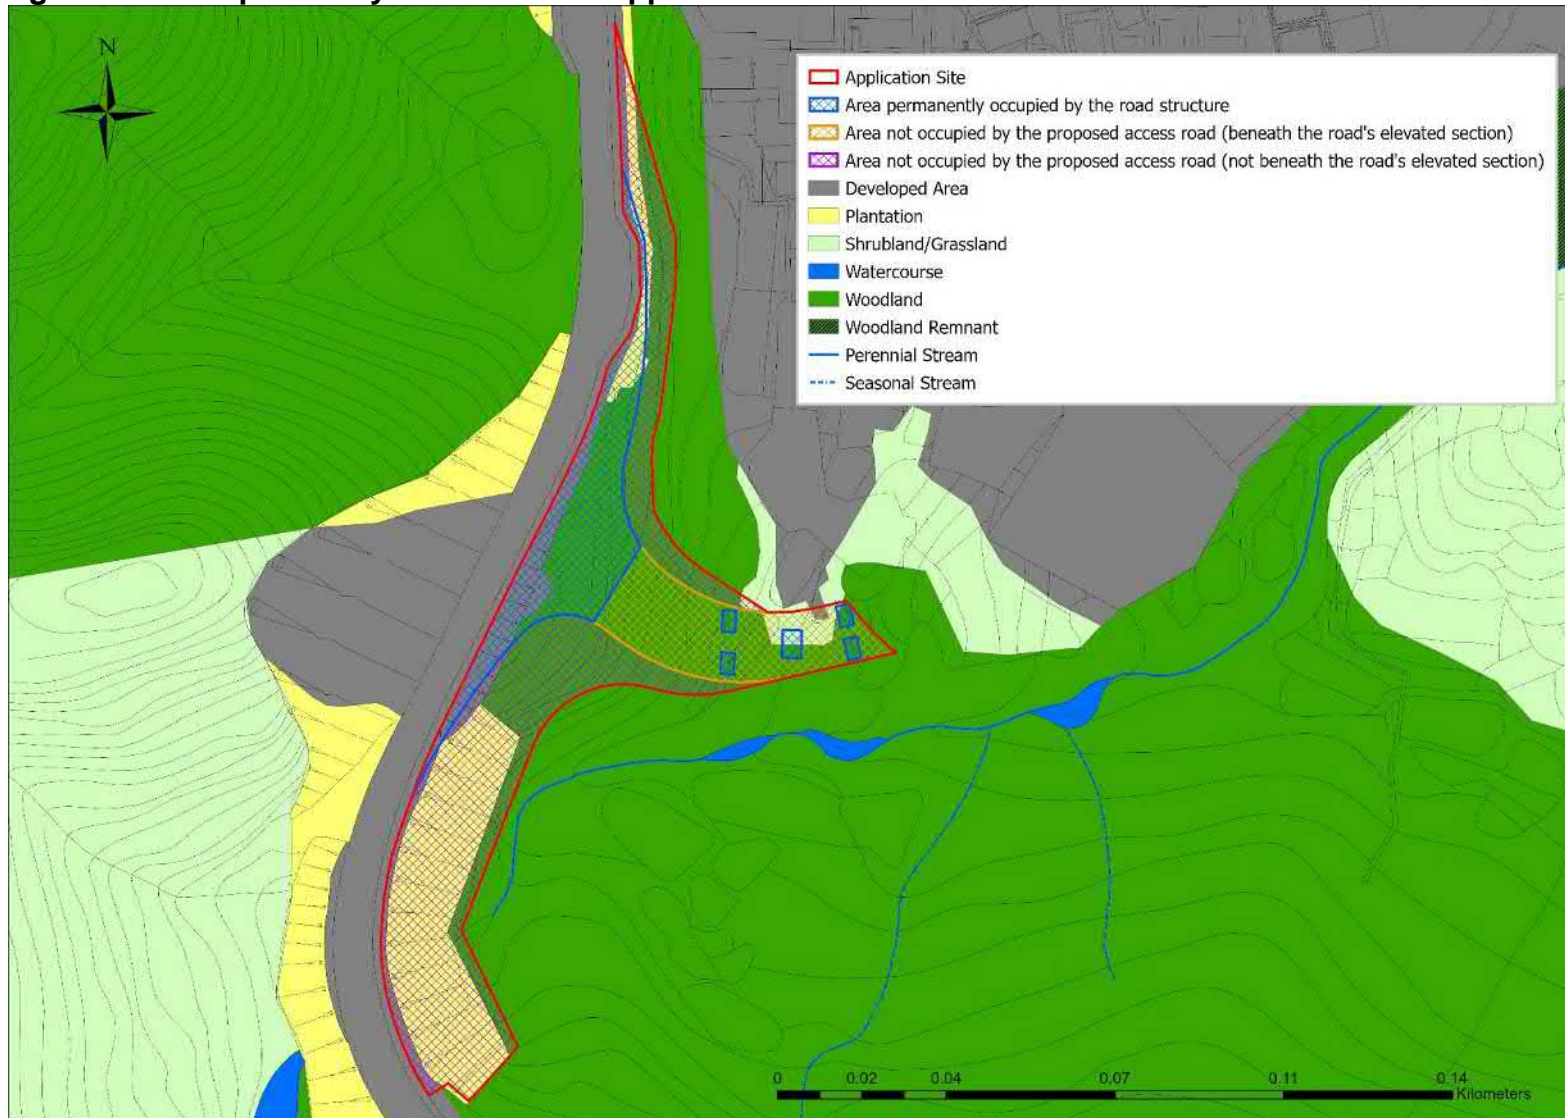 N
Application Site
Area permanently occupied by the road structure
Area not occupied by the proposed access road (beneath the road's elevated section)
Area not occupied by the proposed access road (not beneath the road's elevated section)
Developed Area
Plantation
Shrubland/Grassland
Watercourse
Woodland
Woodland Remnant
Perennial Stream
Seasonal Stream
0 0.02 0.04 0.07 0.11 0.14
Kilometers